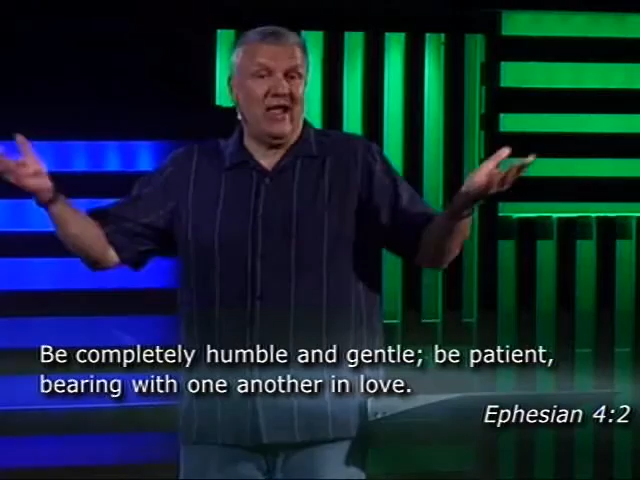 Be completely humble and gentle; be patient,
bearing with one another in love.
Ephesian 4:2